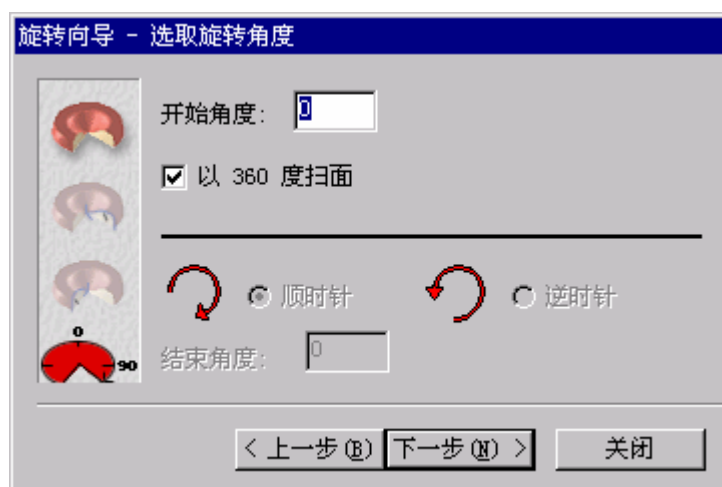 旋转向导 - 选取旋转角度
开始角度: 0
以 360 度扫面
顺时针 逆时针
0
90
结束角度: 0
< 上一步(B) 下一步(N) > 关闭